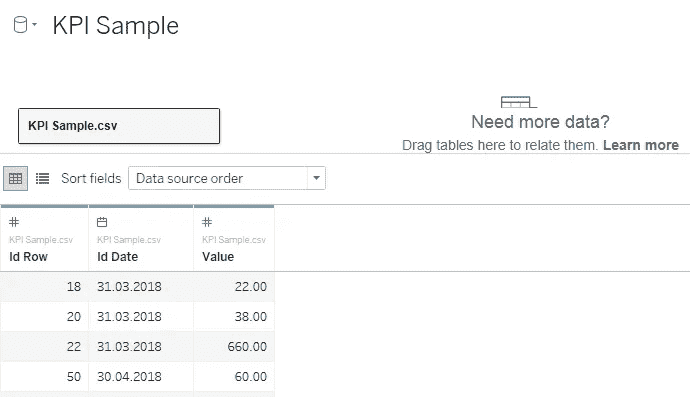 KPI Sample
KPI Sample.csv
Need more data?
Drag tables here to relate them. Learn more
Sort fields Data source order
# #
KPI Sample.csv KPI Sample.csv KPI Sample.csv
Id Row Id Date Value
18 31.03.2018 22.00
20 31.03.2018 38.00
22 31.03.2018 660.00
50 30.04.2018 60.00